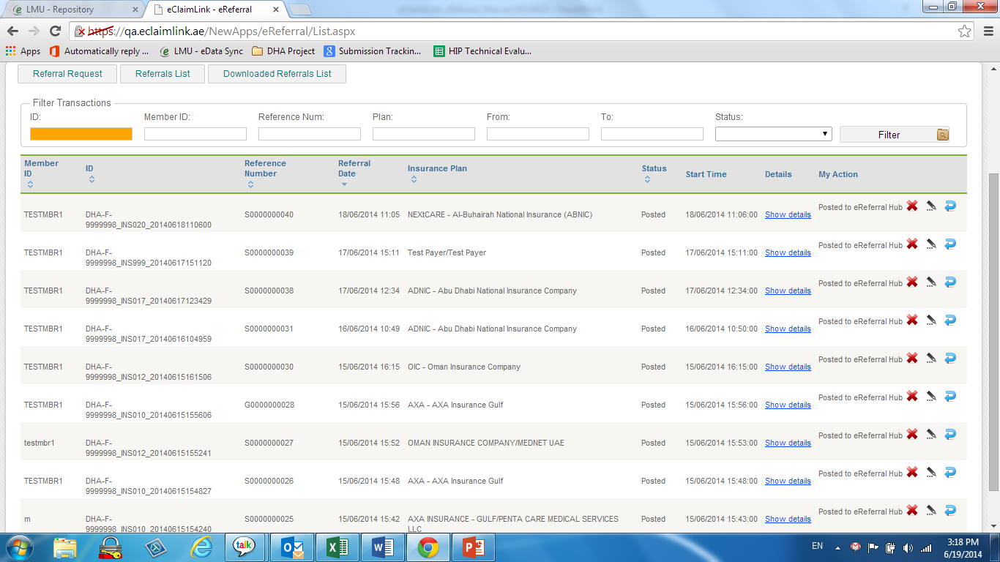 LMU - Repository
eClaimLink - eReferral
https://qa.eclaimlink.ae/NewApps/eReferral/List.aspx
Apps
Automatically reply ...
LMU - eData Sync
DHA Project
Submission Trackin...
HIP Technical Evalu...
Referral Request
Referrals List
Downloaded Referrals List
Filter Transactions
ID: Member ID: Reference Num: Plan: From: To: Status:
Filter
Member ID
ID
Reference Number
Referral Date
Insurance Plan
Status
Start Time
Details
My Action
TESTMBR1 DHA-F-9999998_INS020_20140618110600 S0000000040 18/06/2014 11:05 NEXtCARE - Al-Buhairah National Insurance (ABNIC) Posted 18/06/2014 11:06:00 Show details Posted to eReferral Hub
TESTMBR1 DHA-F-9999998_INS999_20140617151120 S0000000039 17/06/2014 15:11 Test Payer/Test Payer Posted 17/06/2014 15:11:00 Show details Posted to eReferral Hub
TESTMBR1 DHA-F-9999998_INS017_20140617123429 S0000000038 17/06/2014 12:34 ADNIC - Abu Dhabi National Insurance Company Posted 17/06/2014 12:34:00 Show details Posted to eReferral Hub
TESTMBR1 DHA-F-9999998_INS017_20140616104959 S0000000031 16/06/2014 10:49 ADNIC - Abu Dhabi National Insurance Company Posted 16/06/2014 10:50:00 Show details Posted to eReferral Hub
TESTMBR1 DHA-F-9999998_INS012_20140615161506 S0000000030 15/06/2014 16:15 OIC - Oman Insurance Company Posted 15/06/2014 16:15:00 Show details Posted to eReferral Hub
TESTMBR1 DHA-F-9999998_INS010_20140615155606 G0000000028 15/06/2014 15:56 AXA - AXA Insurance Gulf Posted 15/06/2014 15:56:00 Show details Posted to eReferral Hub
testmbr1 DHA-F-9999998_INS012_20140615155241 S0000000027 15/06/2014 15:52 OMAN INSURANCE COMPANY/MEDNET UAE Posted 15/06/2014 15:53:00 Show details Posted to eReferral Hub
TESTMBR1 DHA-F-9999998_INS010_20140615154827 S0000000026 15/06/2014 15:48 AXA - AXA Insurance Gulf Posted 15/06/2014 15:48:00 Show details Posted to eReferral Hub
m DHA-F-9999998_INS010_20140615154240 S0000000025 15/06/2014 15:42 AXA INSURANCE - GULF/PENTA CARE MEDICAL SERVICES LLC Posted 15/06/2014 15:43:00 Show details Posted to eReferral Hub
talk
EN
3:18 PM
6/19/2014